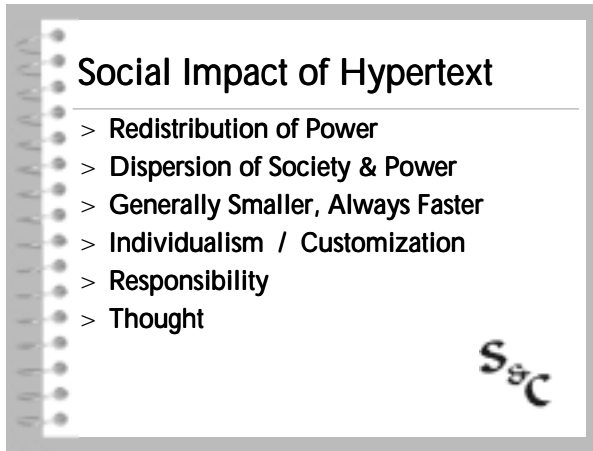 Social Impact of Hypertext
> Redistribution of Power
> Dispersion of Society & Power
> Generally Smaller, Always Faster
> Individualism / Customization
> Responsibility
> Thought
S&C